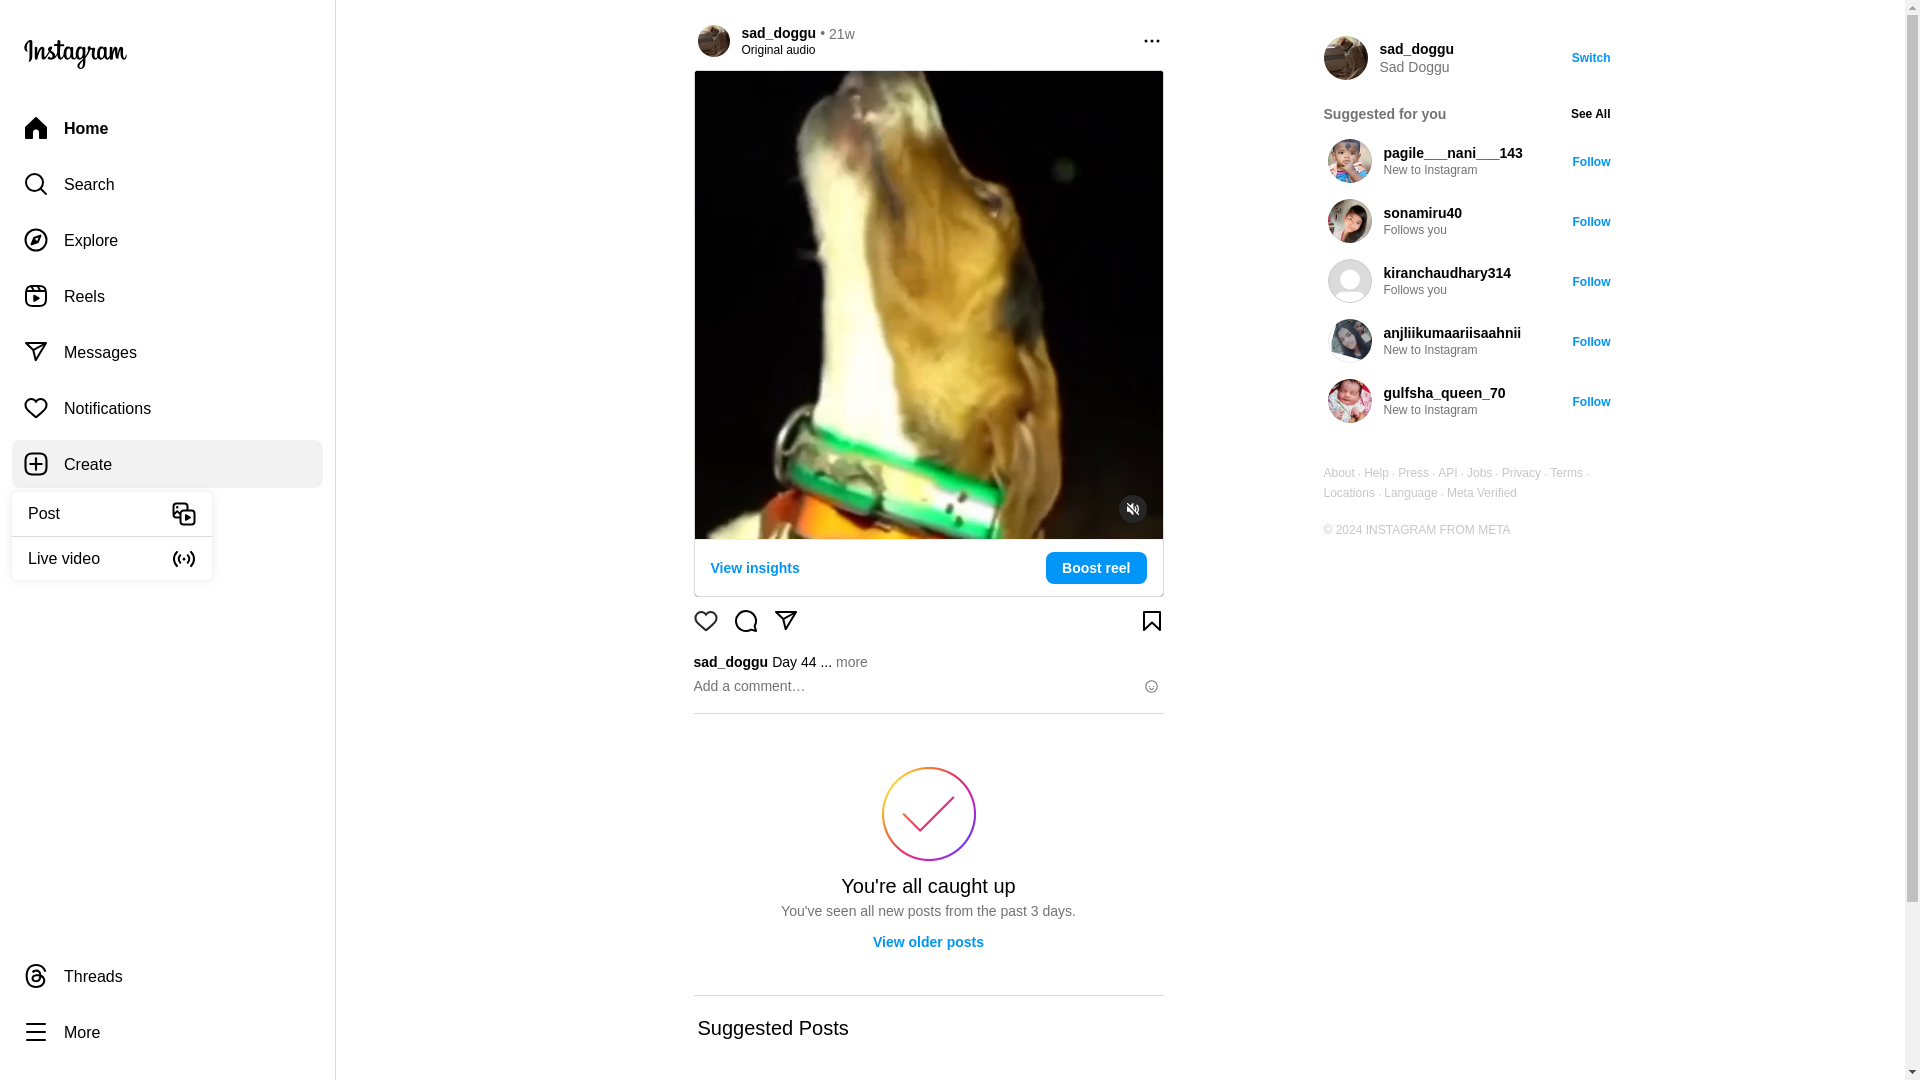 Instagram
Home
Search
Explore
Reels
Messages
Notifications
Create
Post
Live video
Threads
More
sad_doggu • 21w
Original audio
View insights
Boost reel
sad_doggu Day 44 ... more
Add a comment…
You're all caught up
You've seen all new posts from the past 3 days.
View older posts
Suggested Posts
sad_doggu
Sad Doggu
Switch
Suggested for you
See All
pagile___nani___143
New to Instagram
Follow
sonamiru40
Follows you
Follow
kiranchaudhary314
Follows you
Follow
anjliikumaariisaahnii
New to Instagram
Follow
gulfsha_queen_70
New to Instagram
Follow
About · Help · Press · API · Jobs · Privacy · Terms ·
Locations · Language · Meta Verified
© 2024 INSTAGRAM FROM META